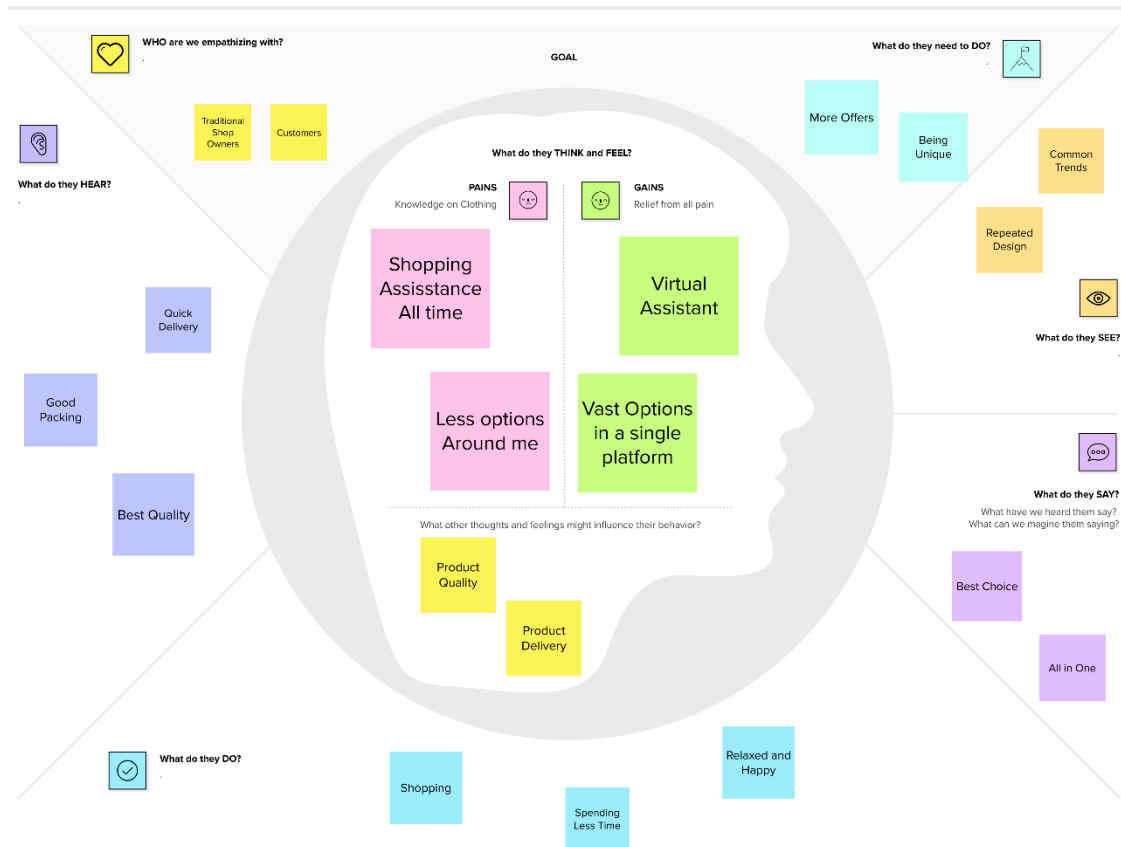 WHO are we empathizing with?
.
GOAL
What do they need to DO?
.
Traditional
Shop
Owners
Customers
More Offers
Being
Unique
What do they HEAR?
.
Quick
Delivery
Good
Packing
Best Quality
What do they THINK and FEEL?
PAINS
Knowledge on Clothing
GAINS
Relief from all pain
Shopping
Assisstance
All time
Less options
Around me
Virtual
Assistant
Vast Options
in a single
platform
What other thoughts and feelings might influence their behavior?
Product
Quality
Product
Delivery
Common
Trends
Repeated
Design
What do they SEE?
.
What do they SAY?
What have we heard them say?
What can we magine them saying?
Best Choice
All in One
What do they DO?
.
Shopping
Spending
Less Time
Relaxed and
Happy